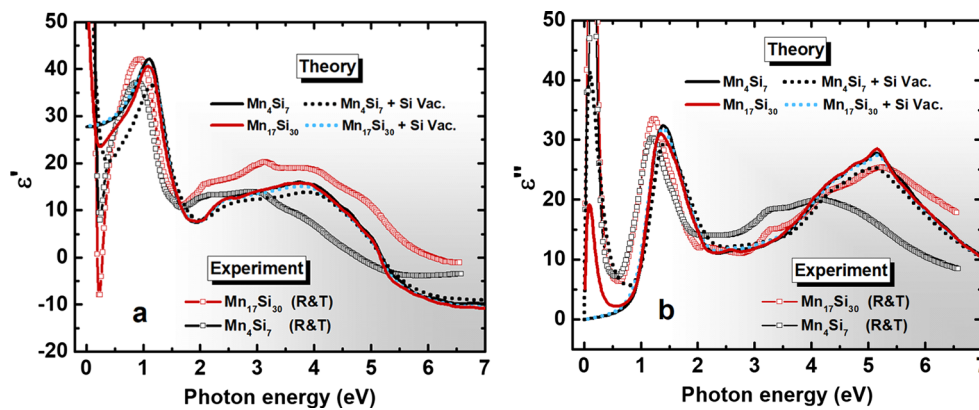 50
40
30
20
10
0
-10
-20
ε'
Theory
Mn₄Si₇
Mn₄Si₇ + Si Vac.
Mn₁₇Si₃₀
Mn₁₇Si₃₀ + Si Vac.
Experiment
Mn₁₇Si₃₀ (R&T)
Mn₄Si₇ (R&T)
a
0 1 2 3 4 5 6 7
Photon energy (eV)
50
40
30
20
10
0
ε''
Theory
Mn₄Si₇
Mn₄Si₇ + Si Vac.
Mn₁₇Si₃₀
Mn₁₇Si₃₀ + Si Vac.
Experiment
Mn₁₇Si₃₀ (R&T)
Mn₄Si₇ (R&T)
b
0 1 2 3 4 5 6 7
Photon energy (eV)